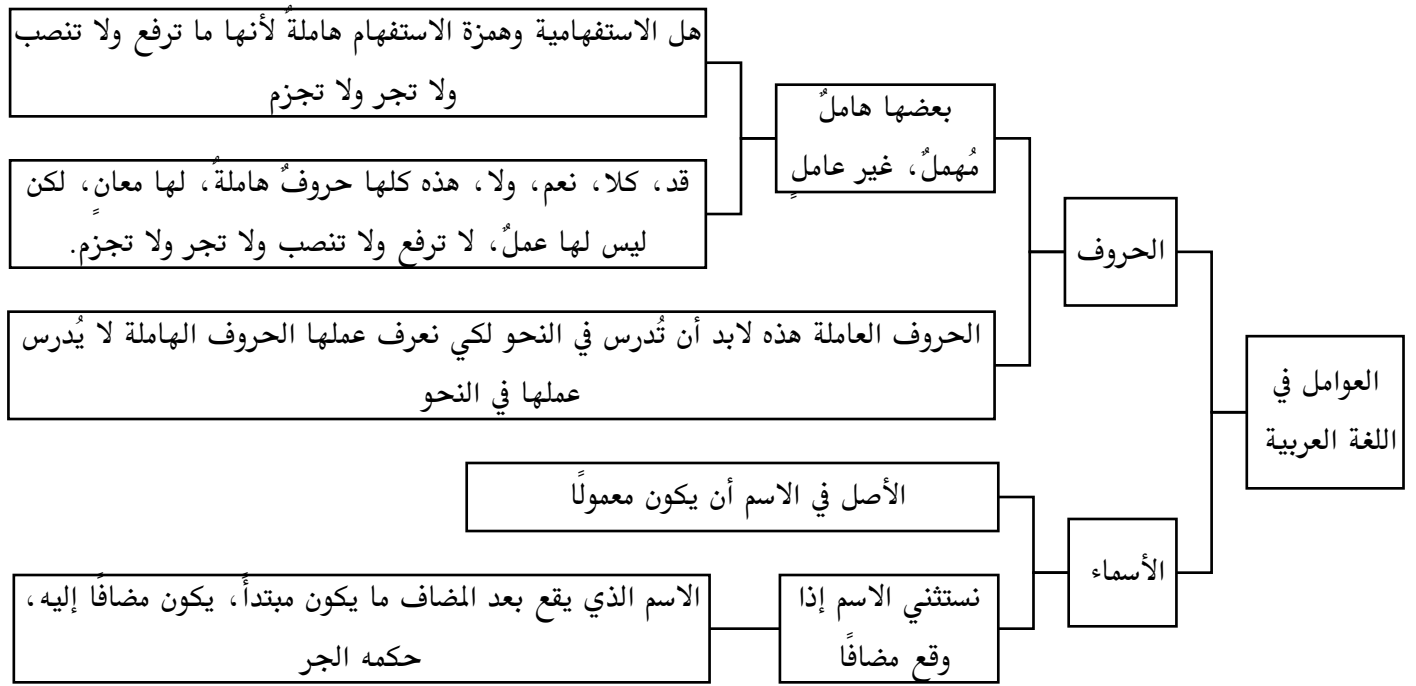 العوامل في
اللغة العربية
الحروف
بعضها هاملٌ
مُهملٌ، غير عاملٍ
هل الاستفهامية وهمزة الاستفهام هاملةٌ لأنها ما ترفع ولا تنصب
ولا تجر ولا تجزم
قد، كلا، نعم، ولا، هذه كلها حروفٌ هاملةٌ، لها معانٍ، لكن
ليس لها عملٌ، لا ترفع ولا تنصب ولا تجر ولا تجزم.
الحروف العاملة هذه لابد أن تُدرس في النحو لكي نعرف عملها الحروف الهاملة لا يُدرس
عملها في النحو
الأسماء
الأصل في الاسم أن يكون معمولًا
نستثني الاسم إذا
وقع مضافًا
الاسم الذي يقع بعد المضاف ما يكون مبتدأً، يكون مضافًا إليه،
حكمه الجر